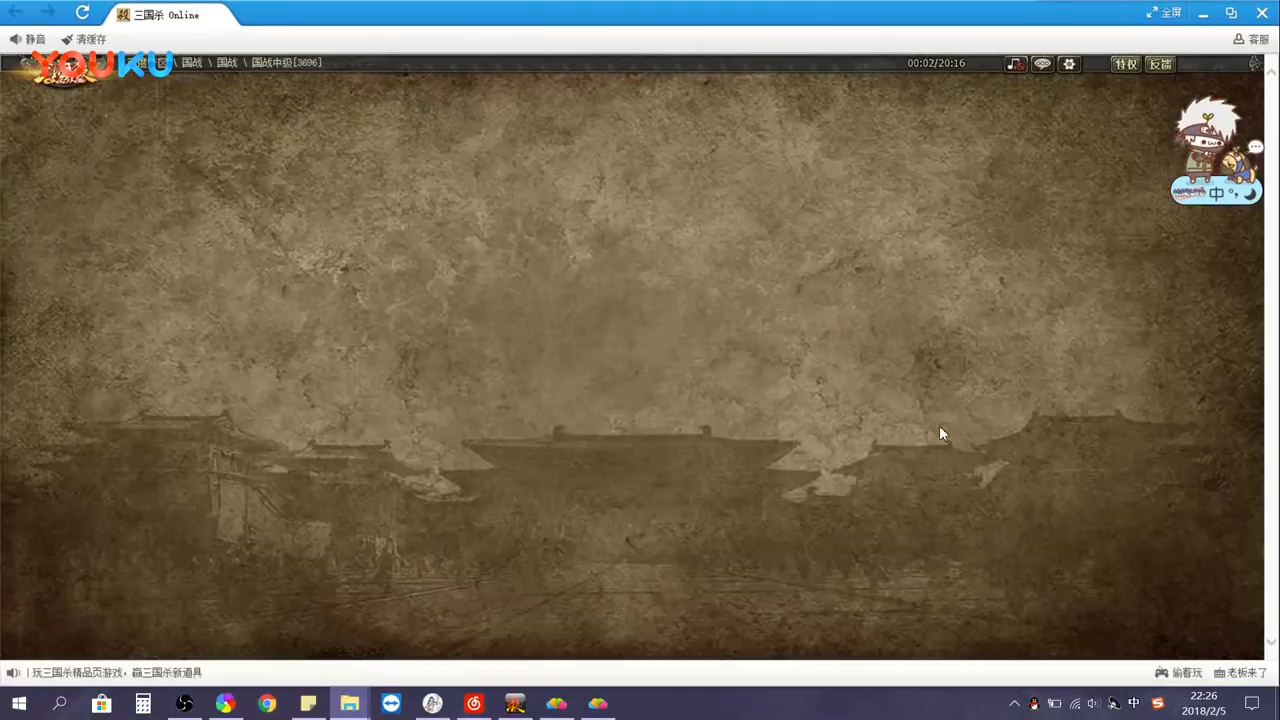 三国杀 Online
全屏
静音 清缓存
客服
YOUKU
\ 国战 \ 国战 \ 国战中级[3696]
00:02/20:16
特权 反馈
中
玩三国杀精品页游戏，赢三国杀新道具
偷着玩 老板来了
中
22:26
2018/2/5